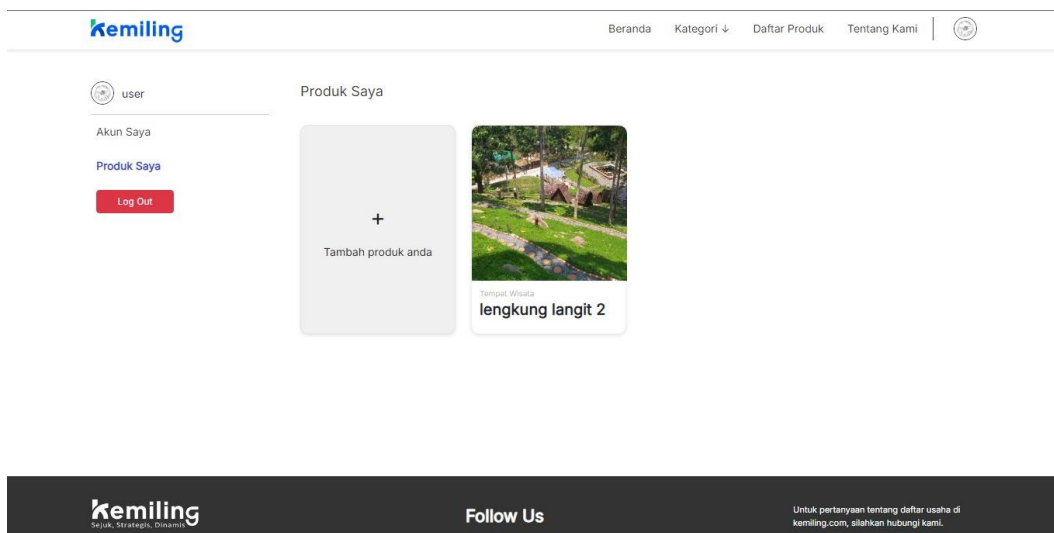 kemiling
Beranda Kategori ↓ Daftar Produk Tentang Kami
user
Akun Saya
Produk Saya
Log Out
Produk Saya
+
Tambah produk anda
Tempat Wisata
lengkung langit 2
kemiling
Sejuk, Strategis, Dinamis
Follow Us
Untuk pertanyaan tentang daftar usaha di
kemiling.com, silahkan hubungi kami.